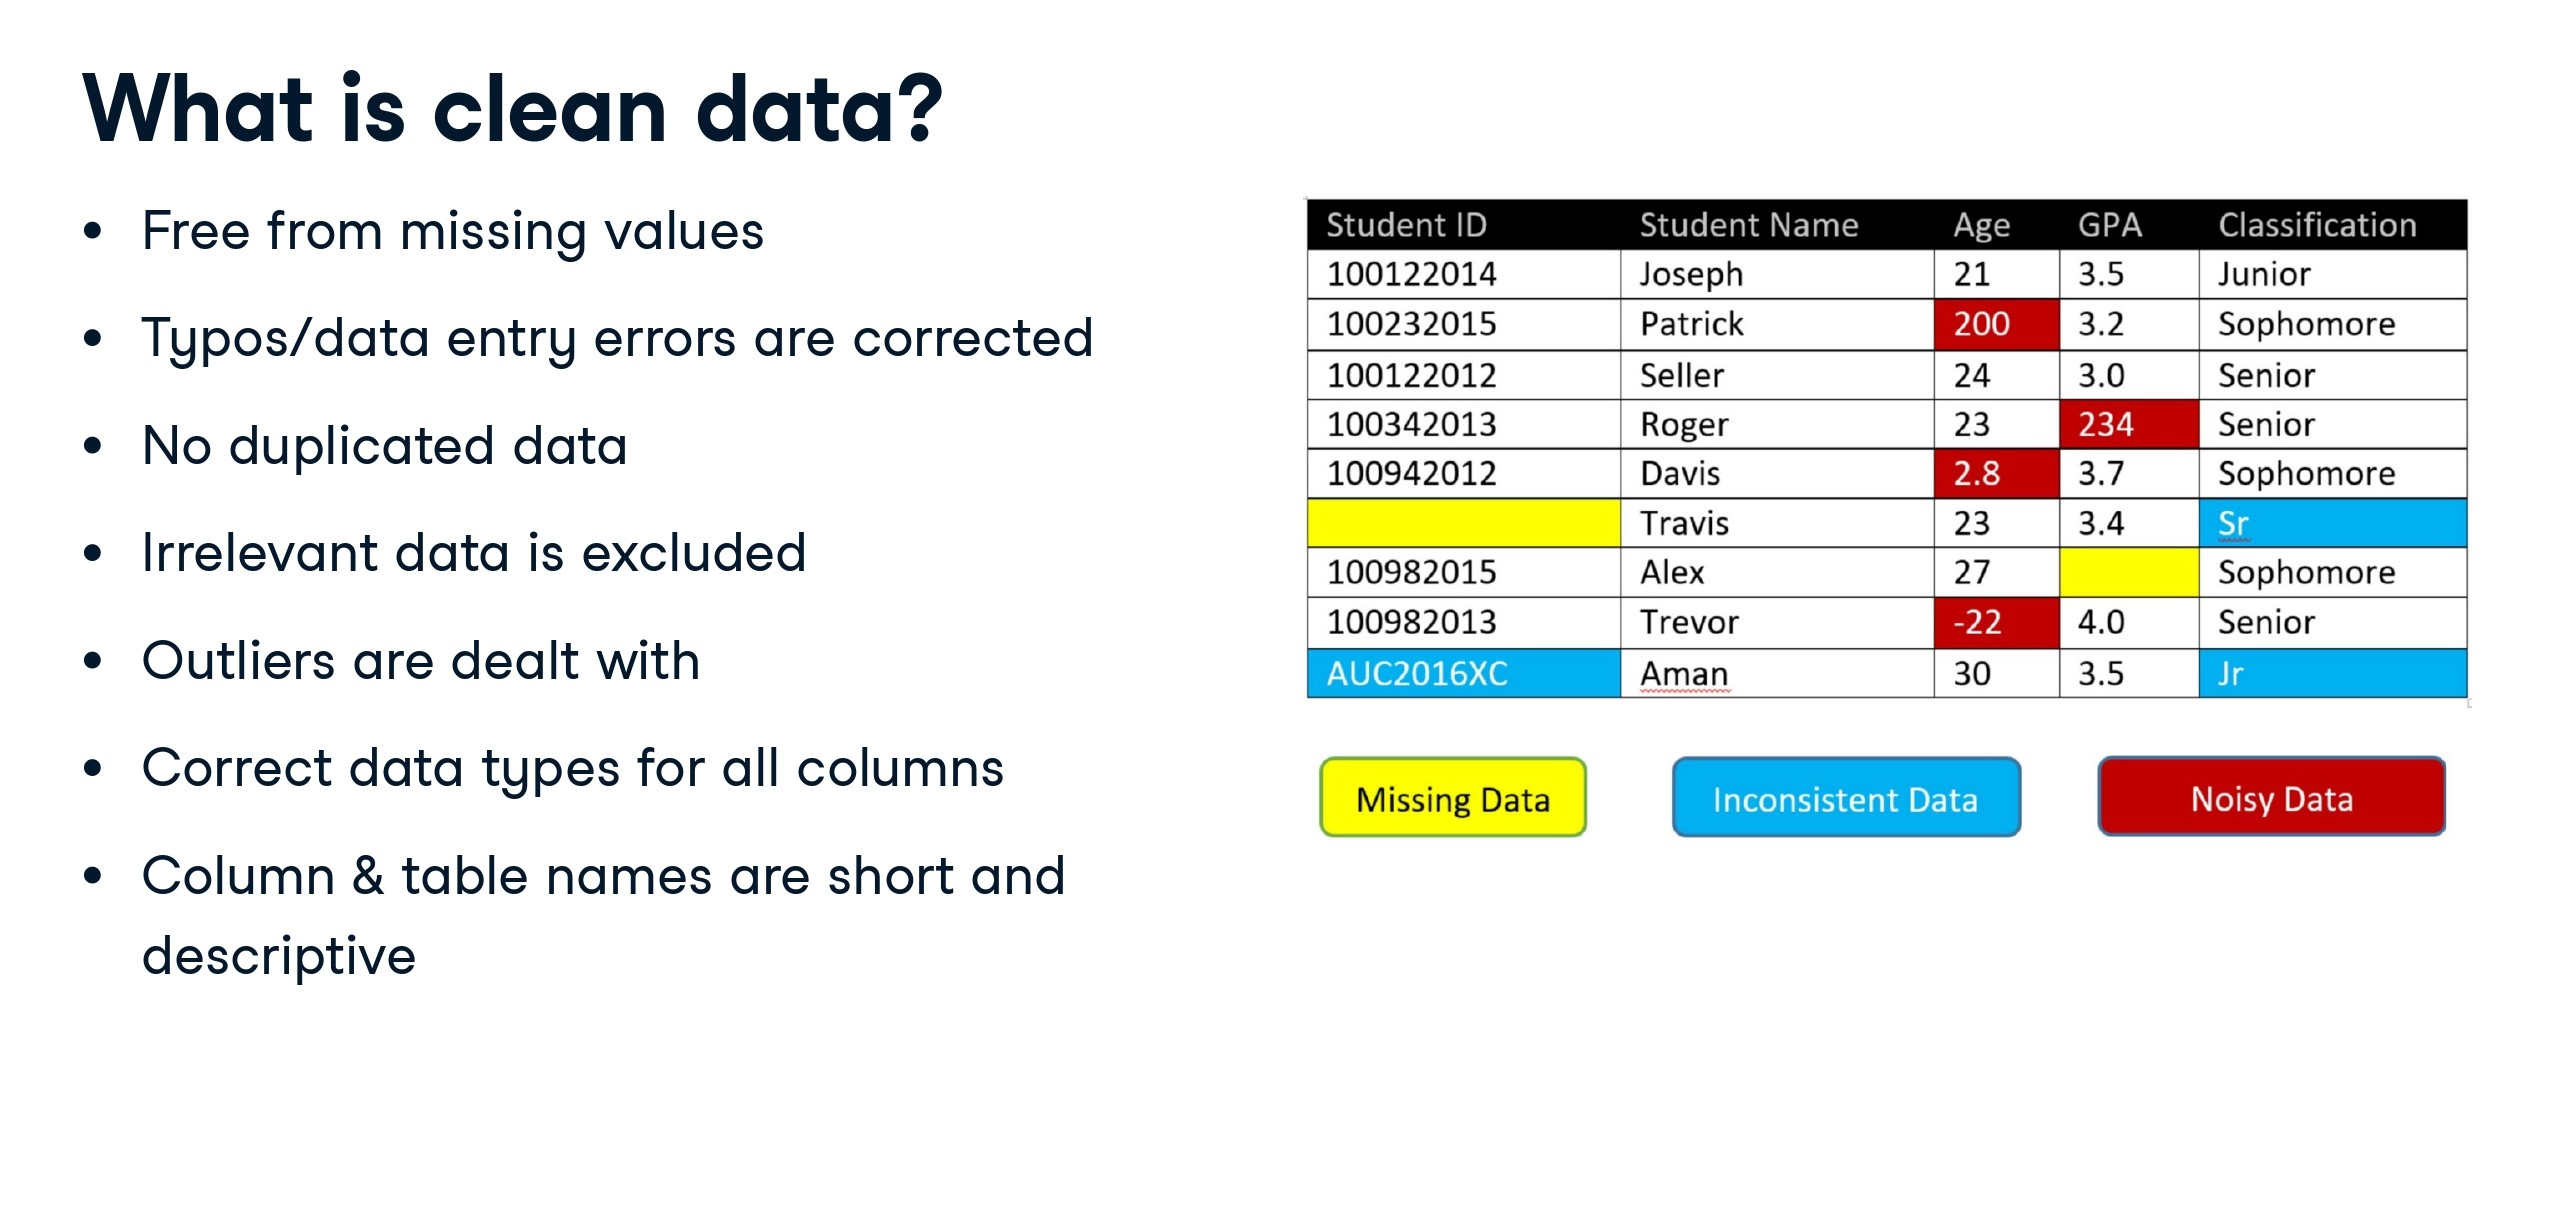 What is clean data?
• Free from missing values
• Typos/data entry errors are corrected
• No duplicated data
• Irrelevant data is excluded
• Outliers are dealt with
• Correct data types for all columns
• Column & table names are short and
descriptive
Student ID Student Name Age GPA Classification
100122014 Joseph 21 3.5 Junior
100232015 Patrick 200 3.2 Sophomore
100122012 Seller 24 3.0 Senior
100342013 Roger 23 234 Senior
100942012 Davis 2.8 3.7 Sophomore
Travis 23 3.4 Sr
100982015 Alex 27 Sophomore
100982013 Trevor -22 4.0 Senior
AUC2016XC Aman 30 3.5 Jr
Missing Data Inconsistent Data Noisy Data